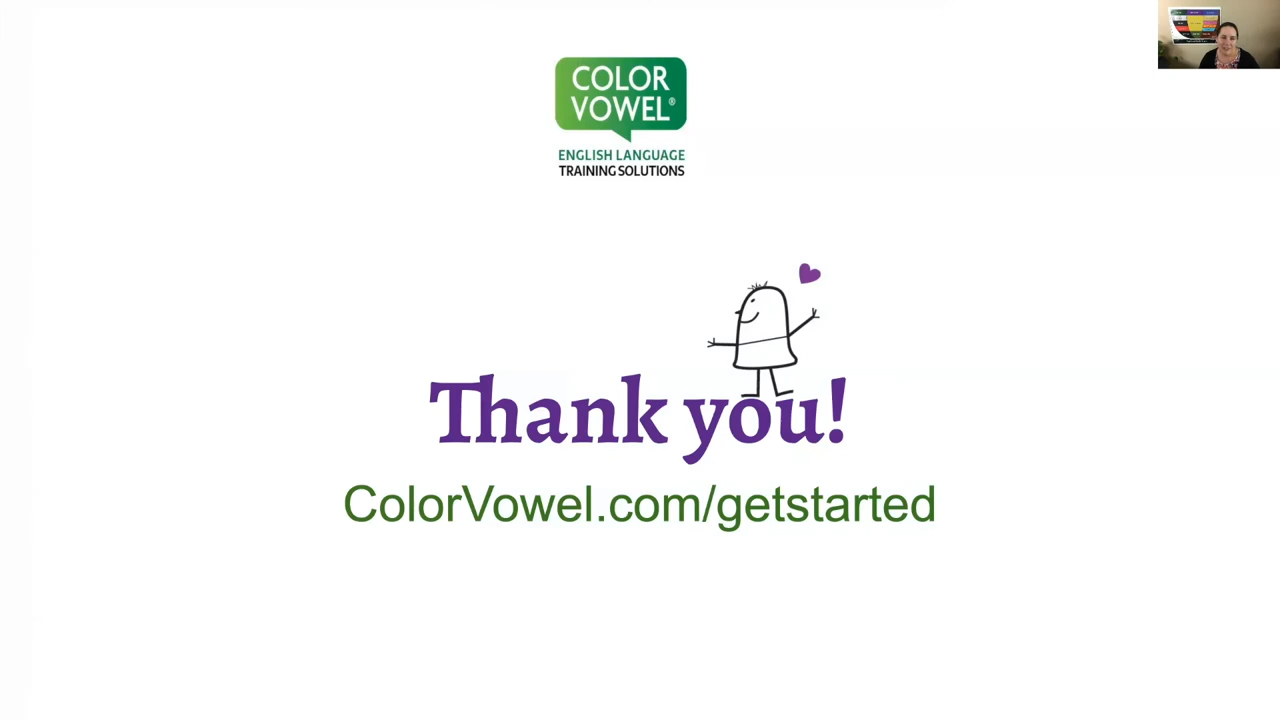 COLOR
VOWEL®
ENGLISH LANGUAGE
TRAINING SOLUTIONS
Thank you!
ColorVowel.com/getstarted